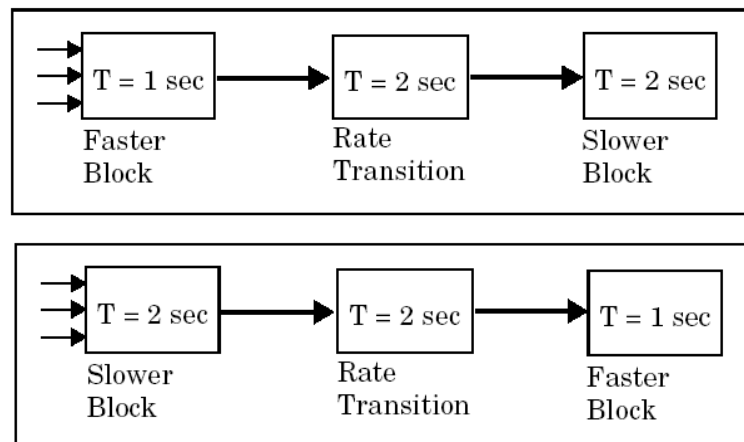 T = 1 sec
T = 2 sec
T = 2 sec
Faster
Block
Rate
Transition
Slower
Block
T = 2 sec
T = 2 sec
T = 1 sec
Slower
Block
Rate
Transition
Faster
Block